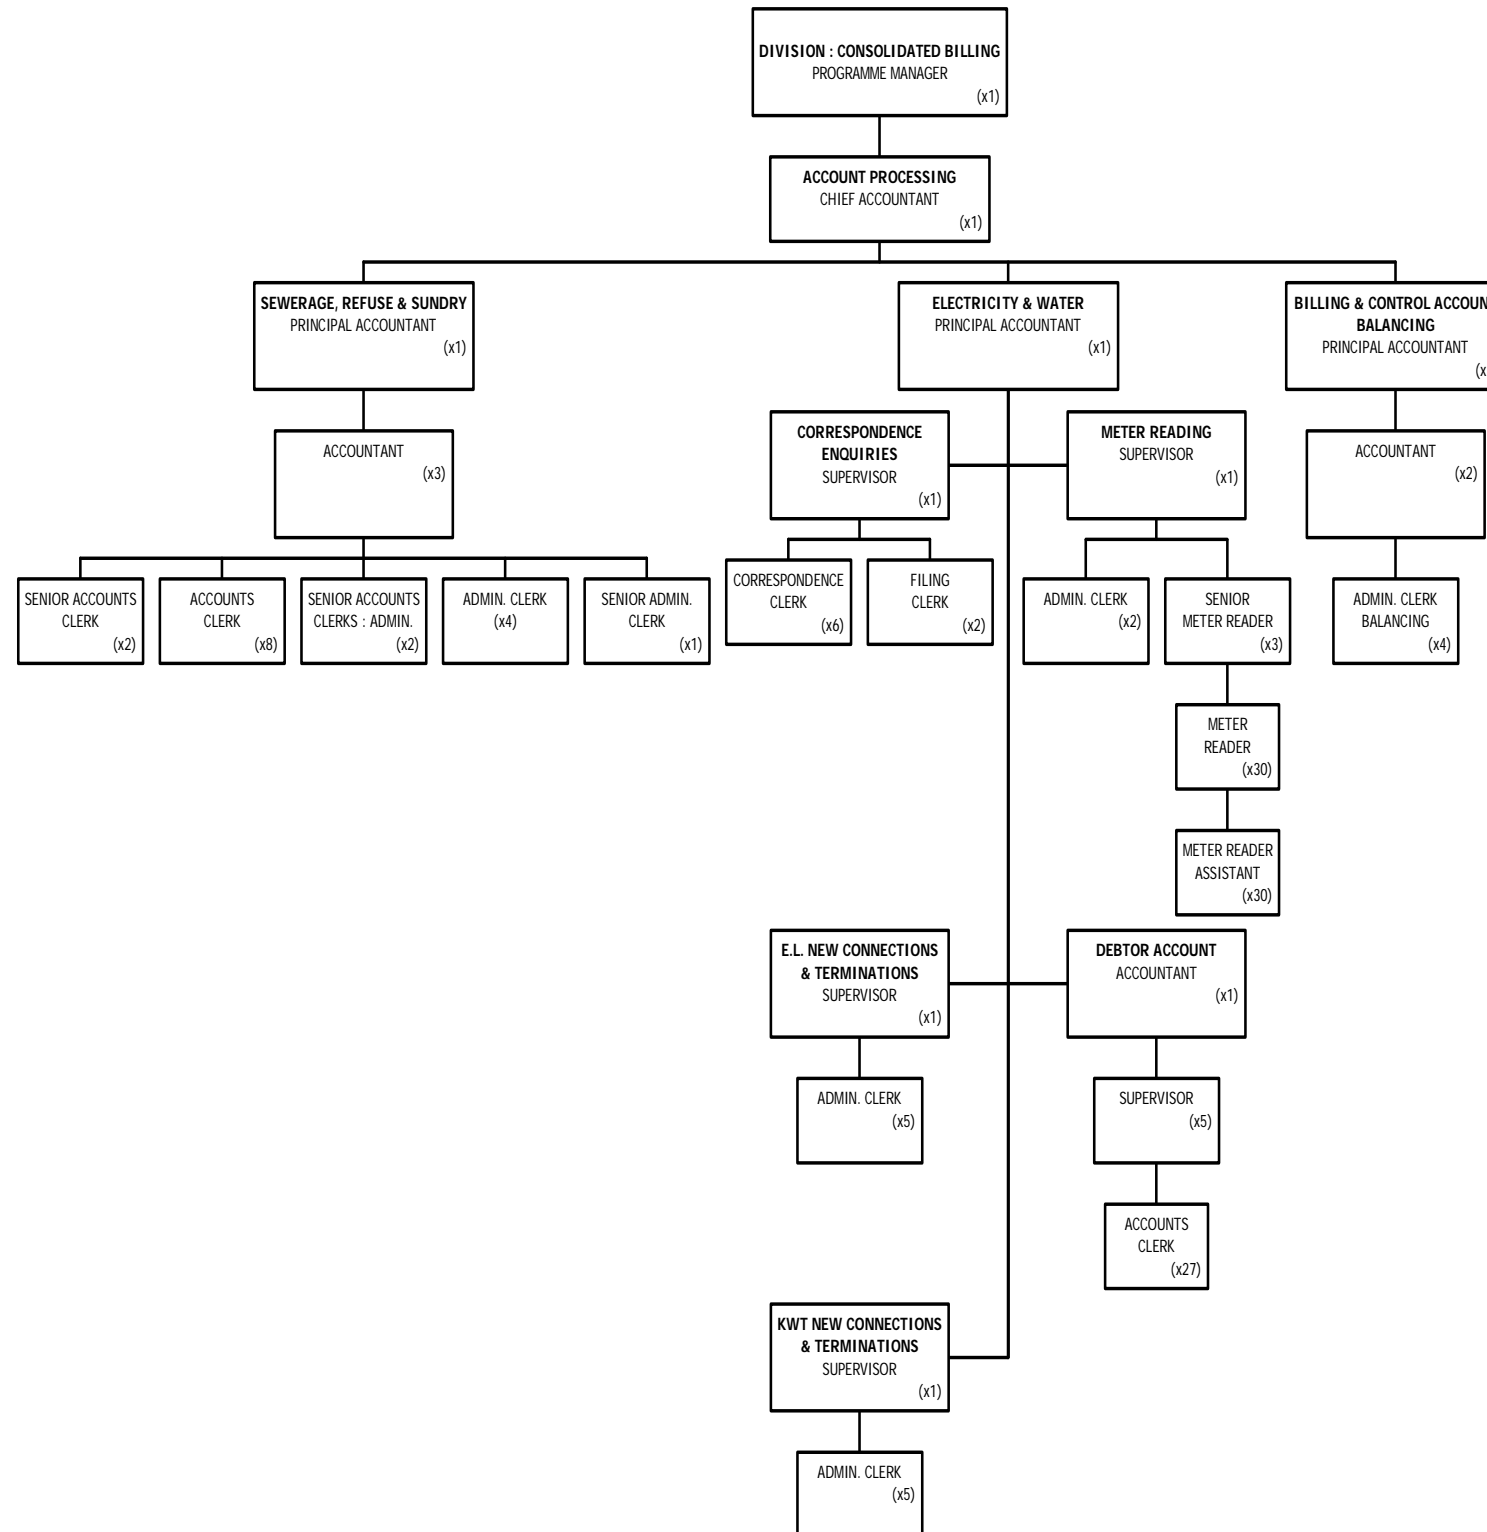 DIVISION : CONSOLIDATED BILLING
PROGRAMME MANAGER
(x1)
ACCOUNT PROCESSING
CHIEF ACCOUNTANT
(x1)
SEWERAGE, REFUSE & SUNDRY
PRINCIPAL ACCOUNTANT
(x1)
ELECTRICITY & WATER
PRINCIPAL ACCOUNTANT
(x1)
BILLING & CONTROL ACCOUN
BALANCING
PRINCIPAL ACCOUNTANT
(x
ACCOUNTANT
(x3)
CORRESPONDENCE
ENQUIRIES
SUPERVISOR
(x1)
METER READING
SUPERVISOR
(x1)
ACCOUNTANT
(x2)
SENIOR ACCOUNTS
CLERK
(x2)
ACCOUNTS
CLERK
(x8)
SENIOR ACCOUNTS
CLERKS : ADMIN.
(x2)
ADMIN. CLERK
(x4)
SENIOR ADMIN.
CLERK
(x1)
CORRESPONDENCE
CLERK
(x6)
FILING
CLERK
(x2)
ADMIN. CLERK
(x2)
SENIOR
METER READER
(x3)
ADMIN. CLERK
BALANCING
(x4)
METER
READER
(x30)
METER READER
ASSISTANT
(x30)
E.L. NEW CONNECTIONS
& TERMINATIONS
SUPERVISOR
(x1)
DEBTOR ACCOUNT
ACCOUNTANT
(x1)
ADMIN. CLERK
(x5)
SUPERVISOR
(x5)
ACCOUNTS
CLERK
(x27)
KWT NEW CONNECTIONS
& TERMINATIONS
SUPERVISOR
(x1)
ADMIN. CLERK
(x5)